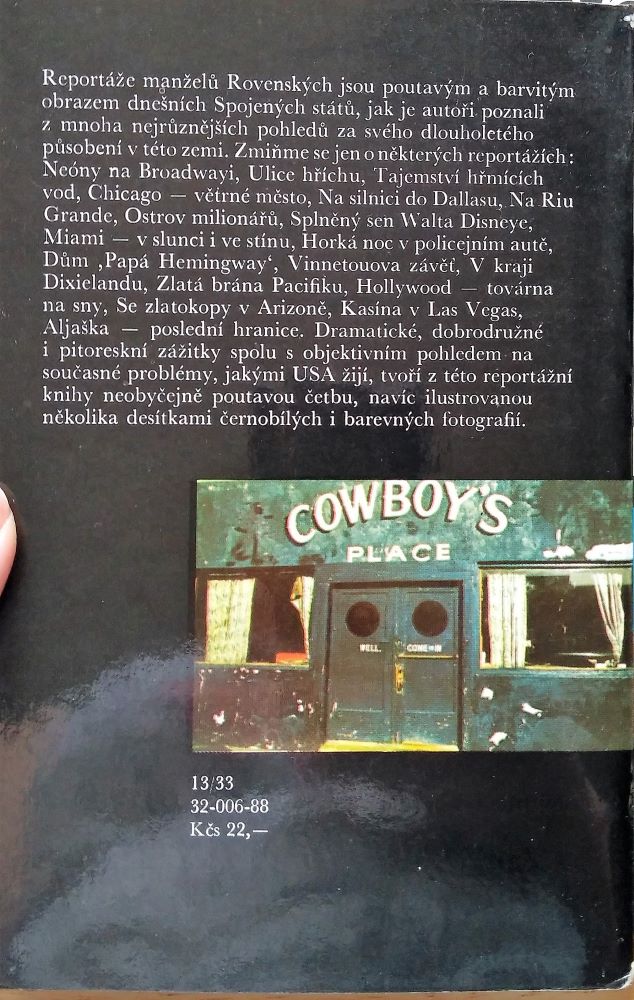 Reportáže manželů Rovenských jsou poutavým a barvitým
obrazem dnešních Spojených států, jak je autoři poznali
z mnoha nejrůznějších pohledů za svého dlouholetého
působení v této zemi. Zmiňme se jen o některých reportážích:
Neóny na Broadwayi, Ulice hříchu, Tajemství hřmících
vod, Chicago — větrné město, Na silnici do Dallasu, Na Riu
Grande, Ostrov milionářů, Splněný sen Walta Disneye,
Miami — v slunci i ve stínu, Horká noc v policejním autě,
Dům ‚Papá Hemingway‘, Vinnetouova závěť, V kraji
Dixielandu, Zlatá brána Pacifiku, Hollywood — továrna
na sny, Se zlatokopy v Arizoně, Kasína v Las Vegas,
Aljaška — poslední hranice. Dramatické, dobrodružné
i pitoreskní zážitky spolu s objektivním pohledem na
současné problémy, jakými USA žijí, tvoří z této reportážní
knihy neobyčejně poutavou četbu, navíc ilustrovanou
několika desítkami černobílých i barevných fotografií.
COWBOY'S
PLACE
WELL. COME-IN
13/33
32-006-88
Kčs 22,—